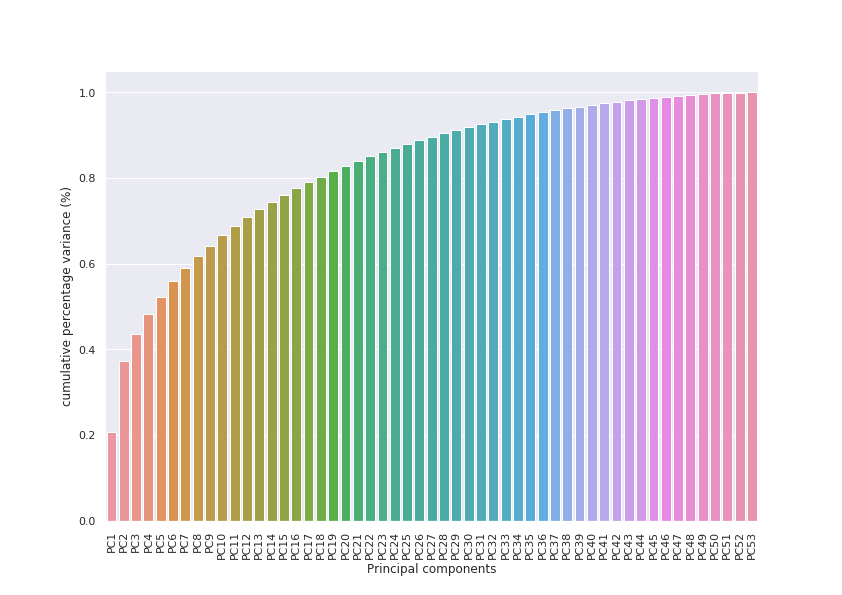 1.0
0.8
0.6
0.4
0.2
0.0
cumulative percentage variance (%)
PC1
PC2
PC3
PC4
PC5
PC6
PC7
PC8
PC9
PC10
PC11
PC12
PC13
PC14
PC15
PC16
PC17
PC18
PC19
PC20
PC21
PC22
PC23
PC24
PC25
PC26
PC27
PC28
PC29
PC30
PC31
PC32
PC33
PC34
PC35
PC36
PC37
PC38
PC39
PC40
PC41
PC42
PC43
PC44
PC45
PC46
PC47
PC48
PC49
PC50
PC51
PC52
PC53
Principal components